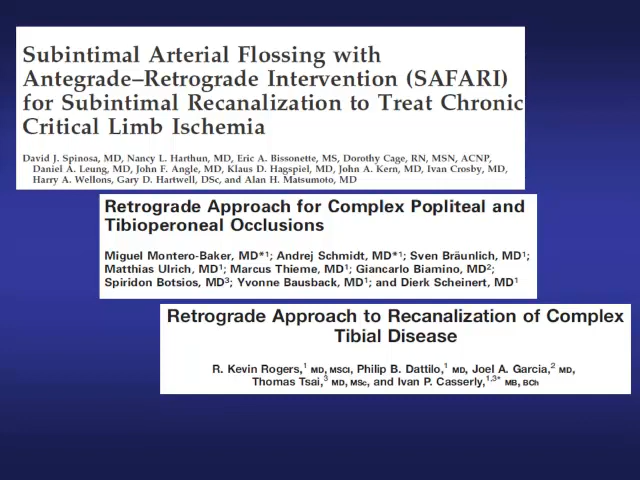 Subintimal Arterial Flossing with
Antegrade–Retrograde Intervention (SAFARI)
for Subintimal Recanalization to Treat Chronic
Critical Limb Ischemia
David J. Spinosa, MD, Nancy L. Harthun, MD, Eric A. Bissonette, MS, Dorothy Cage, RN, MSN, ACNP,
Daniel A. Leung, MD, John F. Angle, MD, Klaus D. Hagspiel, MD, John A. Kern, MD, Ivan Crosby, MD,
Harry A. Wellons, MD, Gary D. Hartwell, DSc, and Alan H. Matsumoto, MD
Retrograde Approach for Complex Popliteal and
Tibioperoneal Occlusions
Miguel Montero-Baker, MD*1; Andrej Schmidt, MD*1; Sven Bräunlich, MD1;
Matthias Ulrich, MD1; Marcus Thieme, MD1; Giancarlo Biamino, MD2;
Spiridon Botsios, MD3; Yvonne Bausback, MD1; and Dierk Scheinert, MD1
Retrograde Approach to Recanalization of Complex
Tibial Disease
R. Kevin Rogers,1 MD, MSCI, Philip B. Dattilo,1 MD, Joel A. Garcia,2 MD,
Thomas Tsai,3 MD, MSc, and Ivan P. Casserly,1,3* MB, BCh